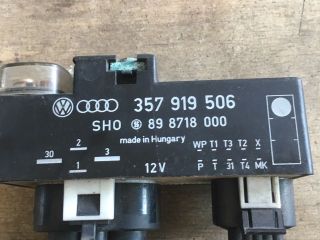 357 919 506
SHO S 89 8718 000
made in Hungary
2
30 3
1
12V
WP T1 T3 T2 X
P T 31 T4 MK